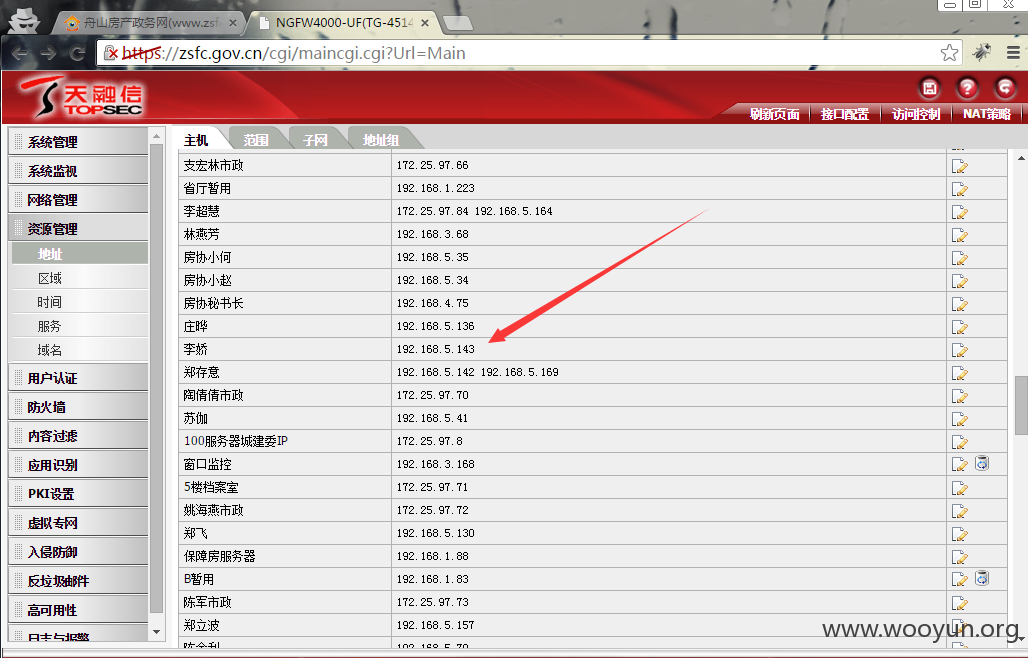 舟山房产政务网(www.zsf
NGFW4000-UF(TG-4514
https://zsfc.gov.cn/cgi/maincgi.cgi?Url=Main
天融信
TOPSEC
刷新页面 接口配置 访问控制 NAT策略
系统管理
系统监视
网络管理
资源管理
地址
区域
时间
服务
域名
用户认证
防火墙
内容过滤
应用识别
PKI设置
虚拟专网
入侵防御
反垃圾邮件
高可用性
日志与报警
主机 范围 子网 地址组
支宏林市政 172.25.97.66
省厅暂用 192.168.1.223
李超慧 172.25.97.84 192.168.5.164
林燕芳 192.168.3.68
房协小何 192.168.5.35
房协小赵 192.168.5.34
房协秘书长 192.168.4.75
庄晔 192.168.5.136
李娇 192.168.5.143
郑存意 192.168.5.142 192.168.5.169
陶倩倩市政 172.25.97.70
苏伽 192.168.5.41
100服务器城建委IP 172.25.97.8
窗口监控 192.168.3.168
5楼档案室 172.25.97.71
姚海燕市政 172.25.97.72
郑飞 192.168.5.130
保障房服务器 192.168.1.88
B暂用 192.168.1.83
陈军市政 172.25.97.73
郑立波 192.168.5.157
192.168.5.70
www.wooyun.org